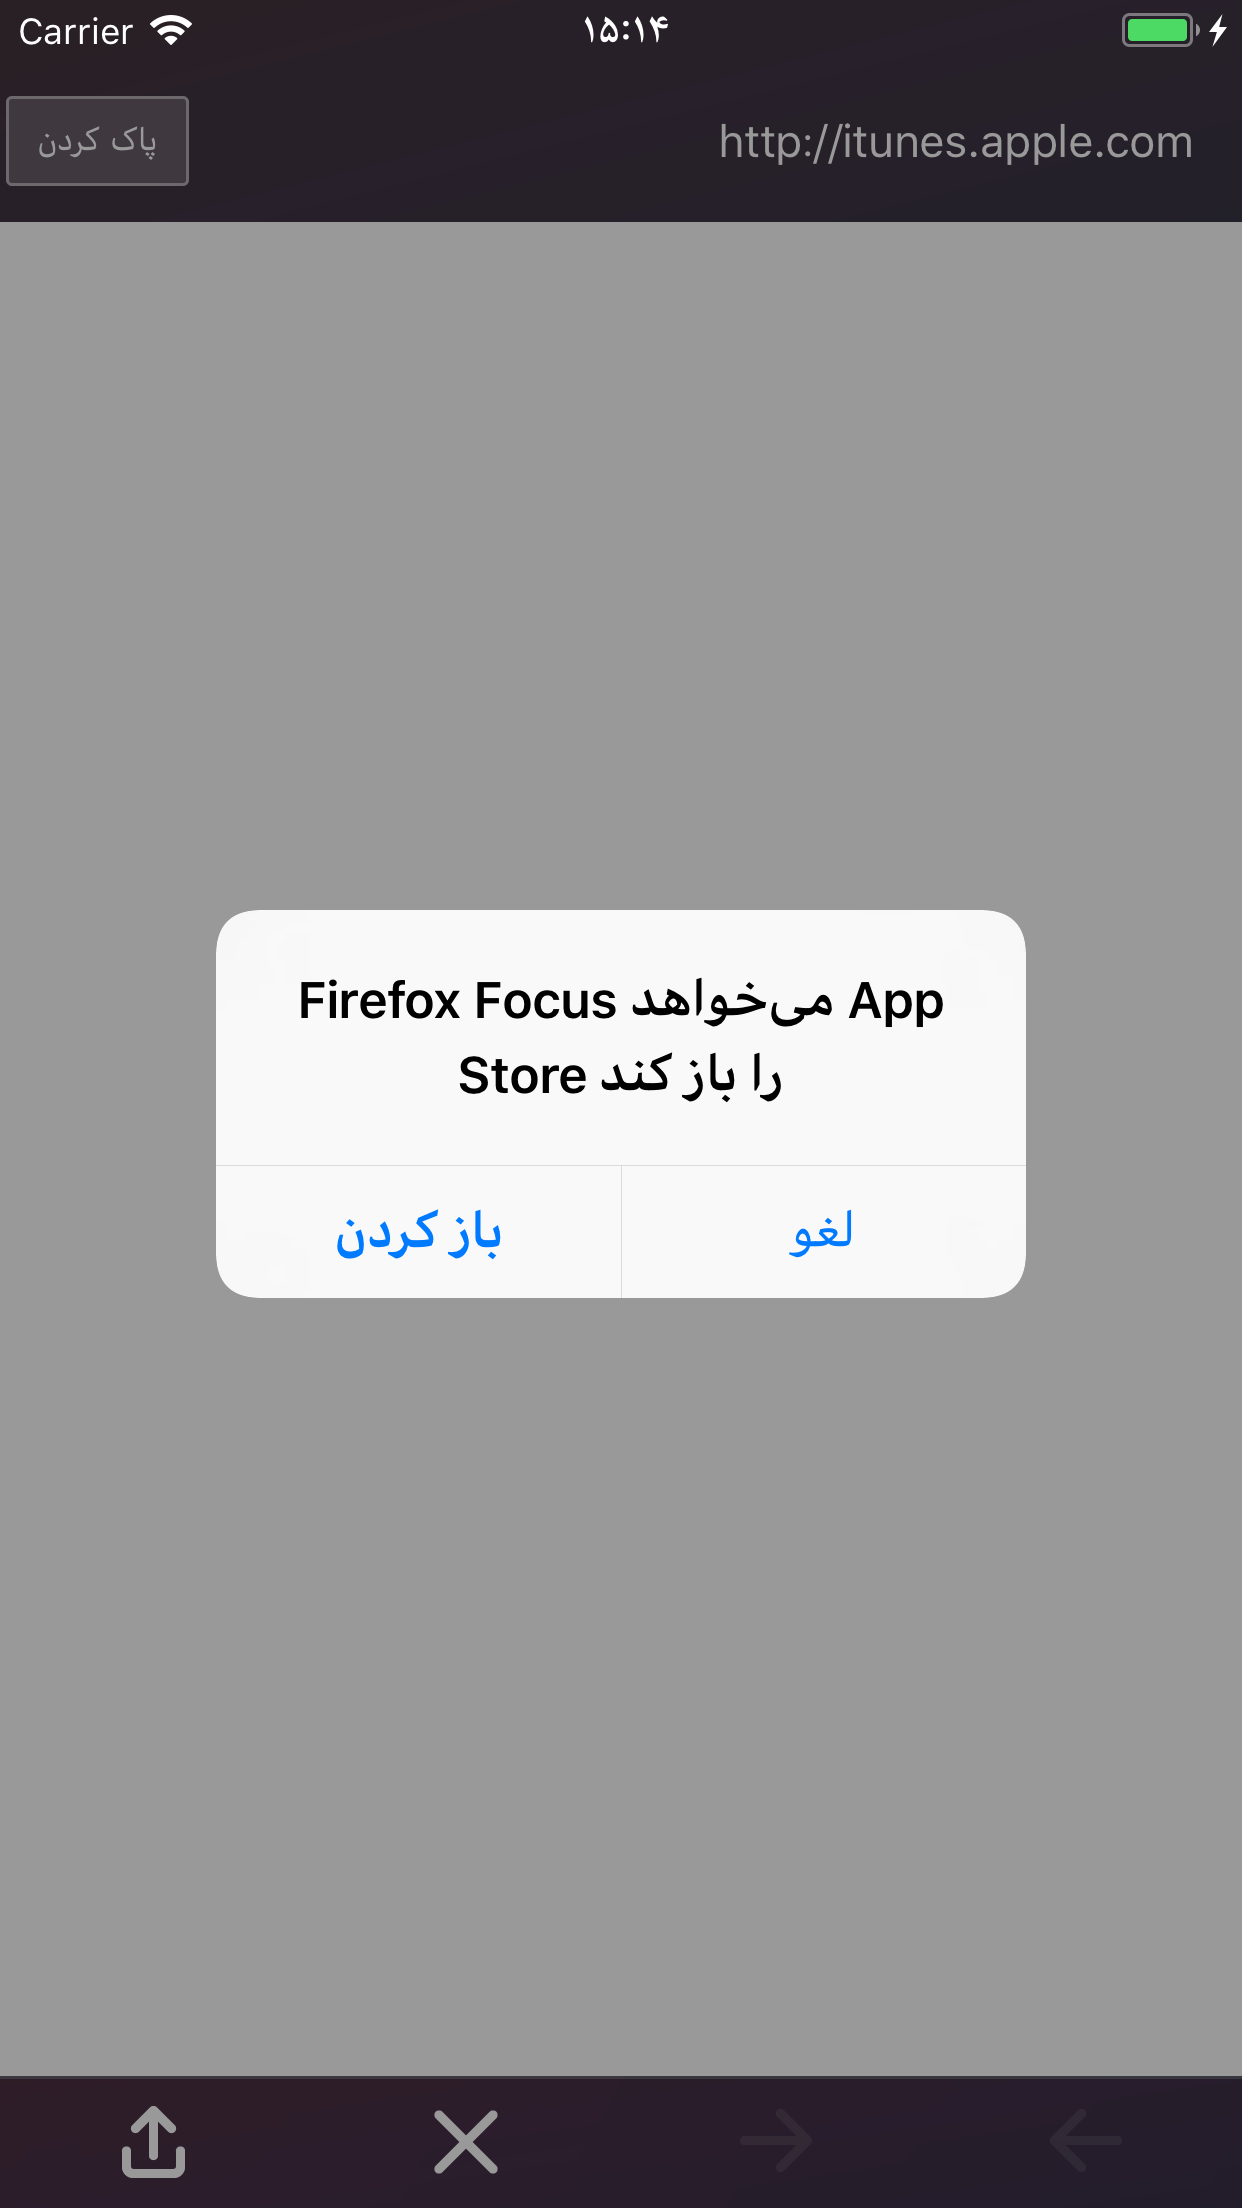 Carrier ۱۵:۱۴
پاک کردن http://itunes.apple.com
Firefox Focus می‌خواهد App
Store را باز کند
باز کردن
لغو